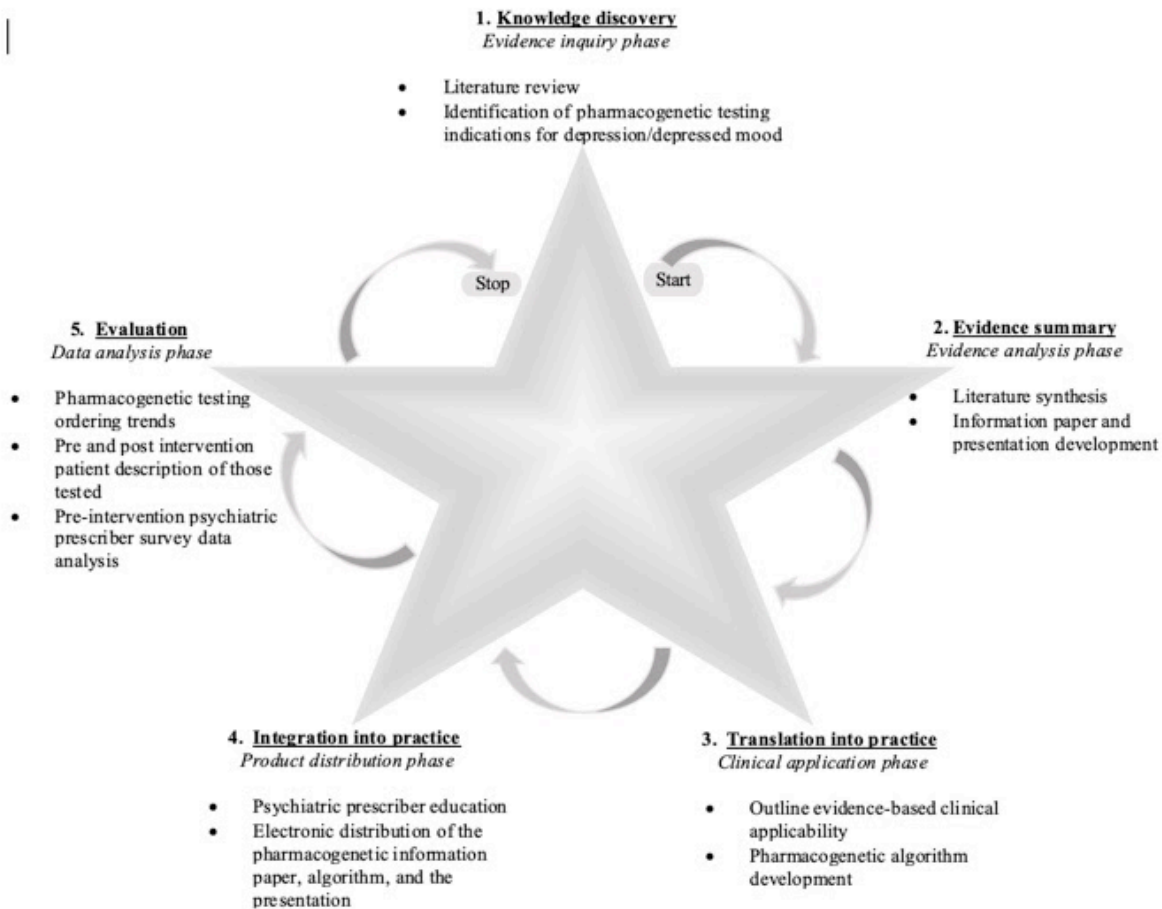 1. Knowledge discovery
Evidence inquiry phase
• Literature review
• Identification of pharmacogenetic testing
indications for depression/depressed mood
Stop
Start
2. Evidence summary
Evidence analysis phase
• Literature synthesis
• Information paper and
presentation development
3. Translation into practice
Clinical application phase
• Outline evidence-based clinical
applicability
• Pharmacogenetic algorithm
development
4. Integration into practice
Product distribution phase
• Psychiatric prescriber education
• Electronic distribution of the
pharmacogenetic information
paper, algorithm, and the
presentation
5. Evaluation
Data analysis phase
• Pharmacogenetic testing
ordering trends
• Pre and post intervention
patient description of those
tested
• Pre-intervention psychiatric
prescriber survey data
analysis